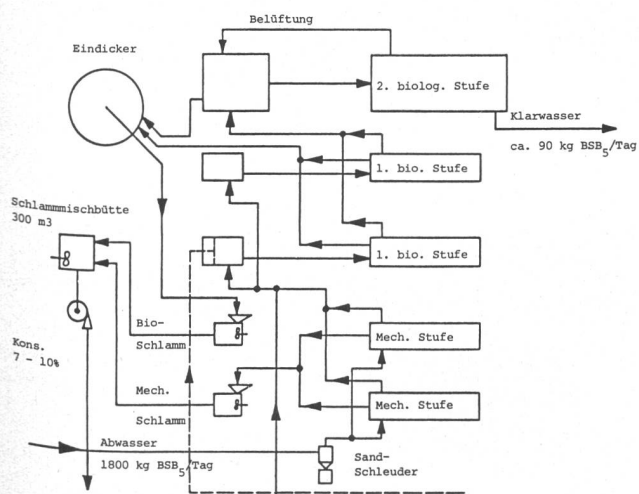 Belüftung
Eindicker
2. biolog. Stufe
Klarwasser
ca. 90 kg BSB5/Tag
1. bio. Stufe
Schlammmischbütte
300 m3
1. bio. Stufe
Bio-
Schlamm
Mech. Stufe
Kons.
7 - 10%
Mech.
Schlamm
Mech. Stufe
Abwasser
1800 kg BSB5/Tag
Sand-
Schleuder